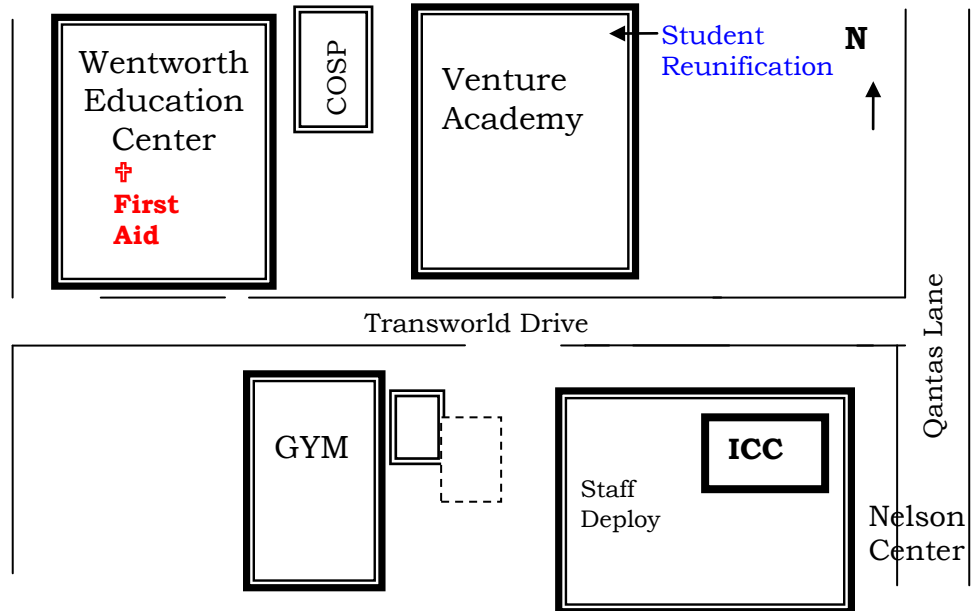 Wentworth
Education
Center
✞
First
Aid
COSP
Venture
Academy
Student
Reunification
N
Transworld Drive
Qantas Lane
GYM
ICC
Staff
Deploy
Nelson
Center